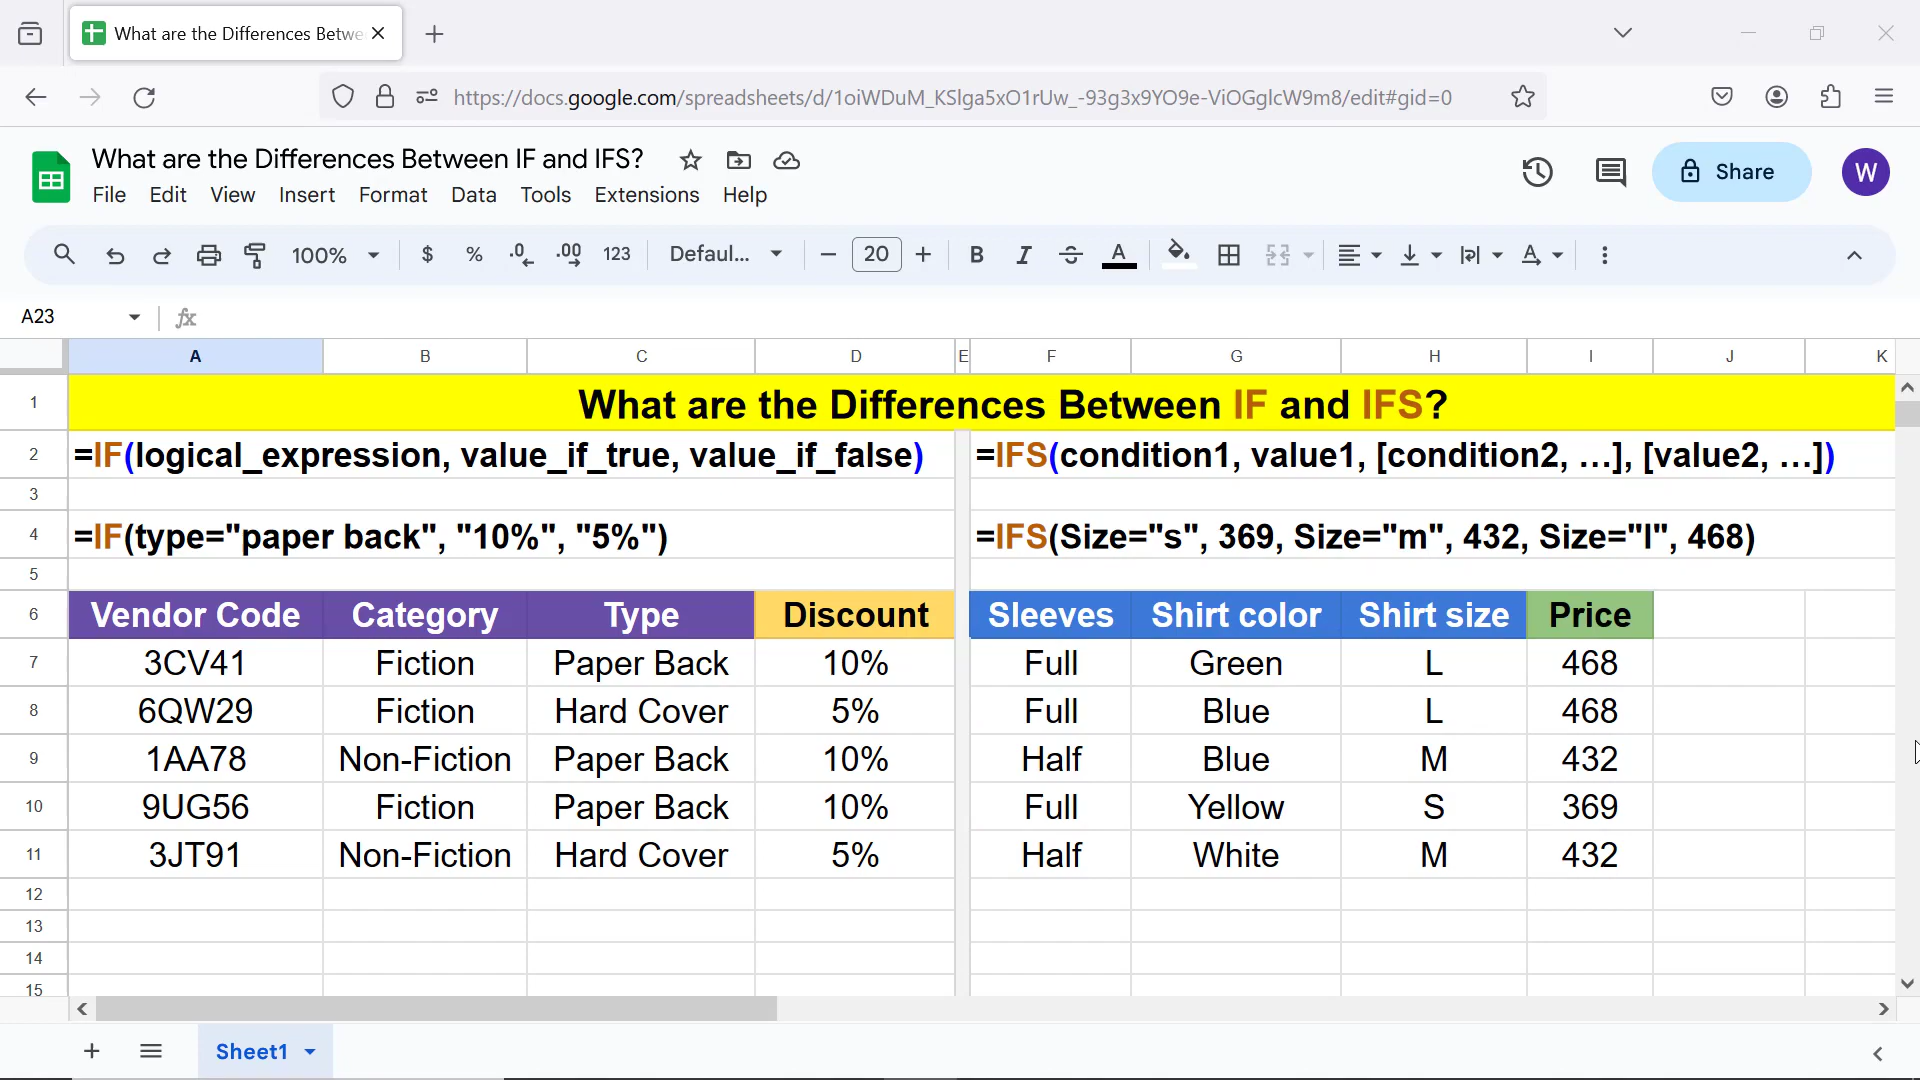 What are the Differences Betwe
https://docs.google.com/spreadsheets/d/1oiWDuM_KSlga5xO1rUw_-93g3x9YO9e-ViOGglcW9m8/edit#gid=0
What are the Differences Between IF and IFS?
File Edit View Insert Format Data Tools Extensions Help
Share
W
100% $ % .0 .00 123 Defaul... 20 B I S A
A23 fx
A B C D E F G H I J K
1 What are the Differences Between IF and IFS?
2 =IF(logical_expression, value_if_true, value_if_false) =IFS(condition1, value1, [condition2, …], [value2, …])
3
4 =IF(type="paper back", "10%", "5%") =IFS(Size="s", 369, Size="m", 432, Size="l", 468)
5
6 Vendor Code Category Type Discount Sleeves Shirt color Shirt size Price
7 3CV41 Fiction Paper Back 10% Full Green L 468
8 6QW29 Fiction Hard Cover 5% Full Blue L 468
9 1AA78 Non-Fiction Paper Back 10% Half Blue M 432
10 9UG56 Fiction Paper Back 10% Full Yellow S 369
11 3JT91 Non-Fiction Hard Cover 5% Half White M 432
12
13
14
15
Sheet1